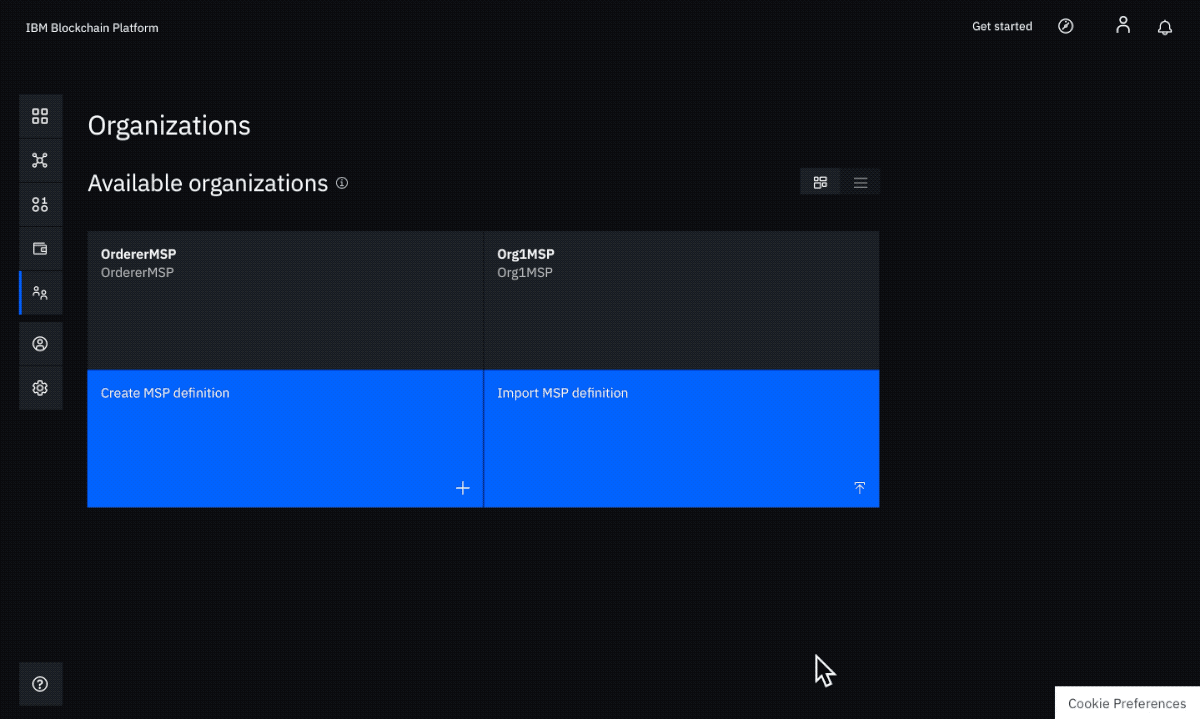 IBM Blockchain Platform
Get started
Organizations
Available organizations
OrdererMSP
OrdererMSP
Org1MSP
Org1MSP
Create MSP definition
Import MSP definition
Cookie Preferences